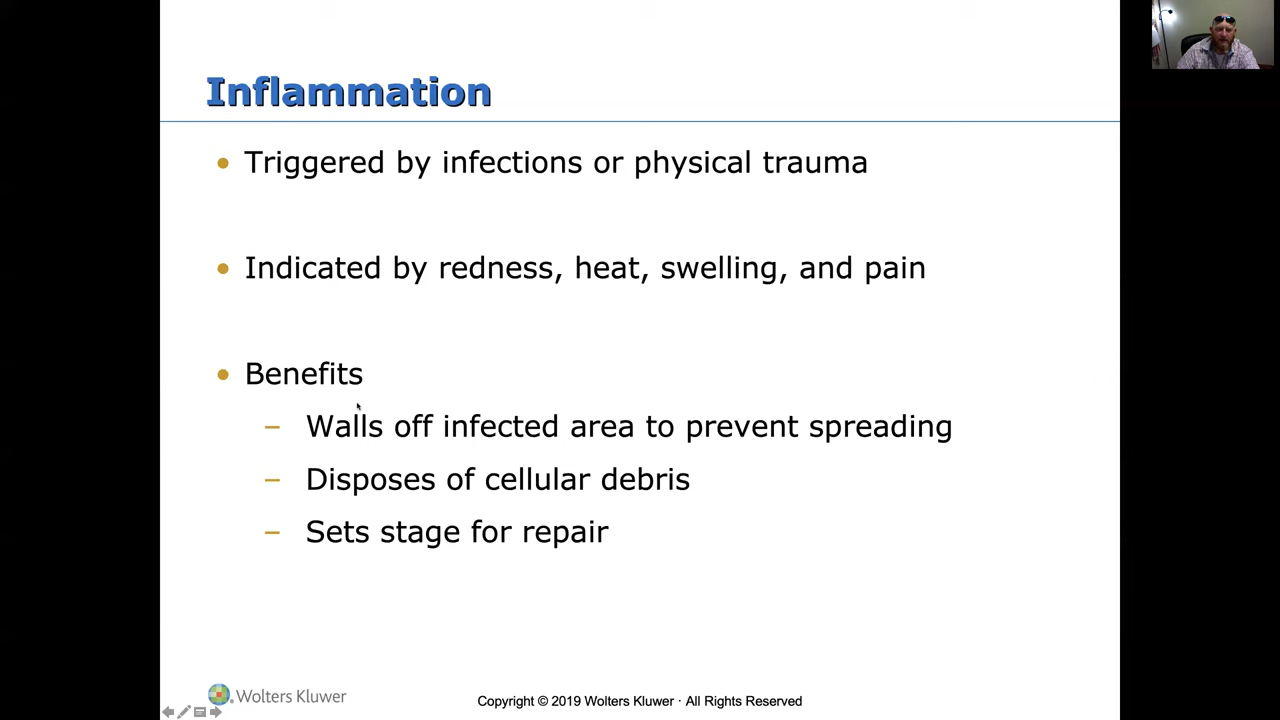 Inflammation
• Triggered by infections or physical trauma
• Indicated by redness, heat, swelling, and pain
• Benefits
– Walls off infected area to prevent spreading
– Disposes of cellular debris
– Sets stage for repair
Wolters Kluwer
Copyright © 2019 Wolters Kluwer · All Rights Reserved